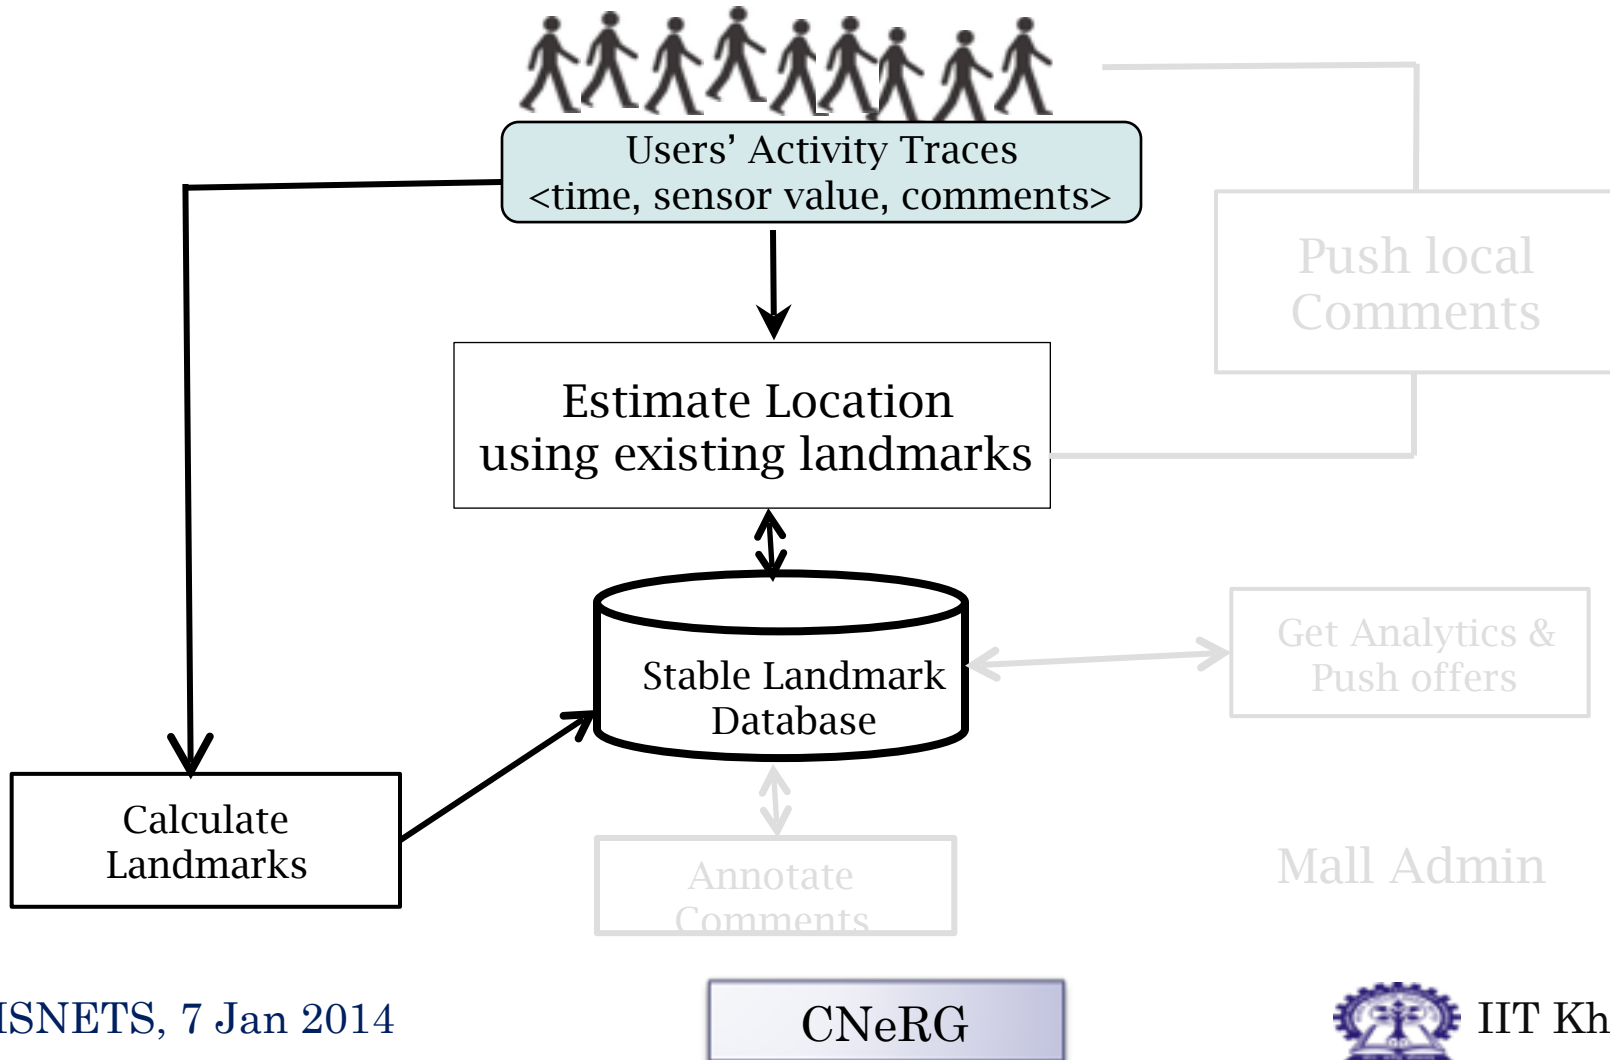 Users’ Activity Traces
<time, sensor value, comments>
Push local
Comments
Estimate Location
using existing landmarks
Get Analytics &
Push offers
Stable Landmark
Database
Calculate
Landmarks
Annotate
Comments
Mall Admin
ISNETS, 7 Jan 2014
CNeRG
IIT Kh